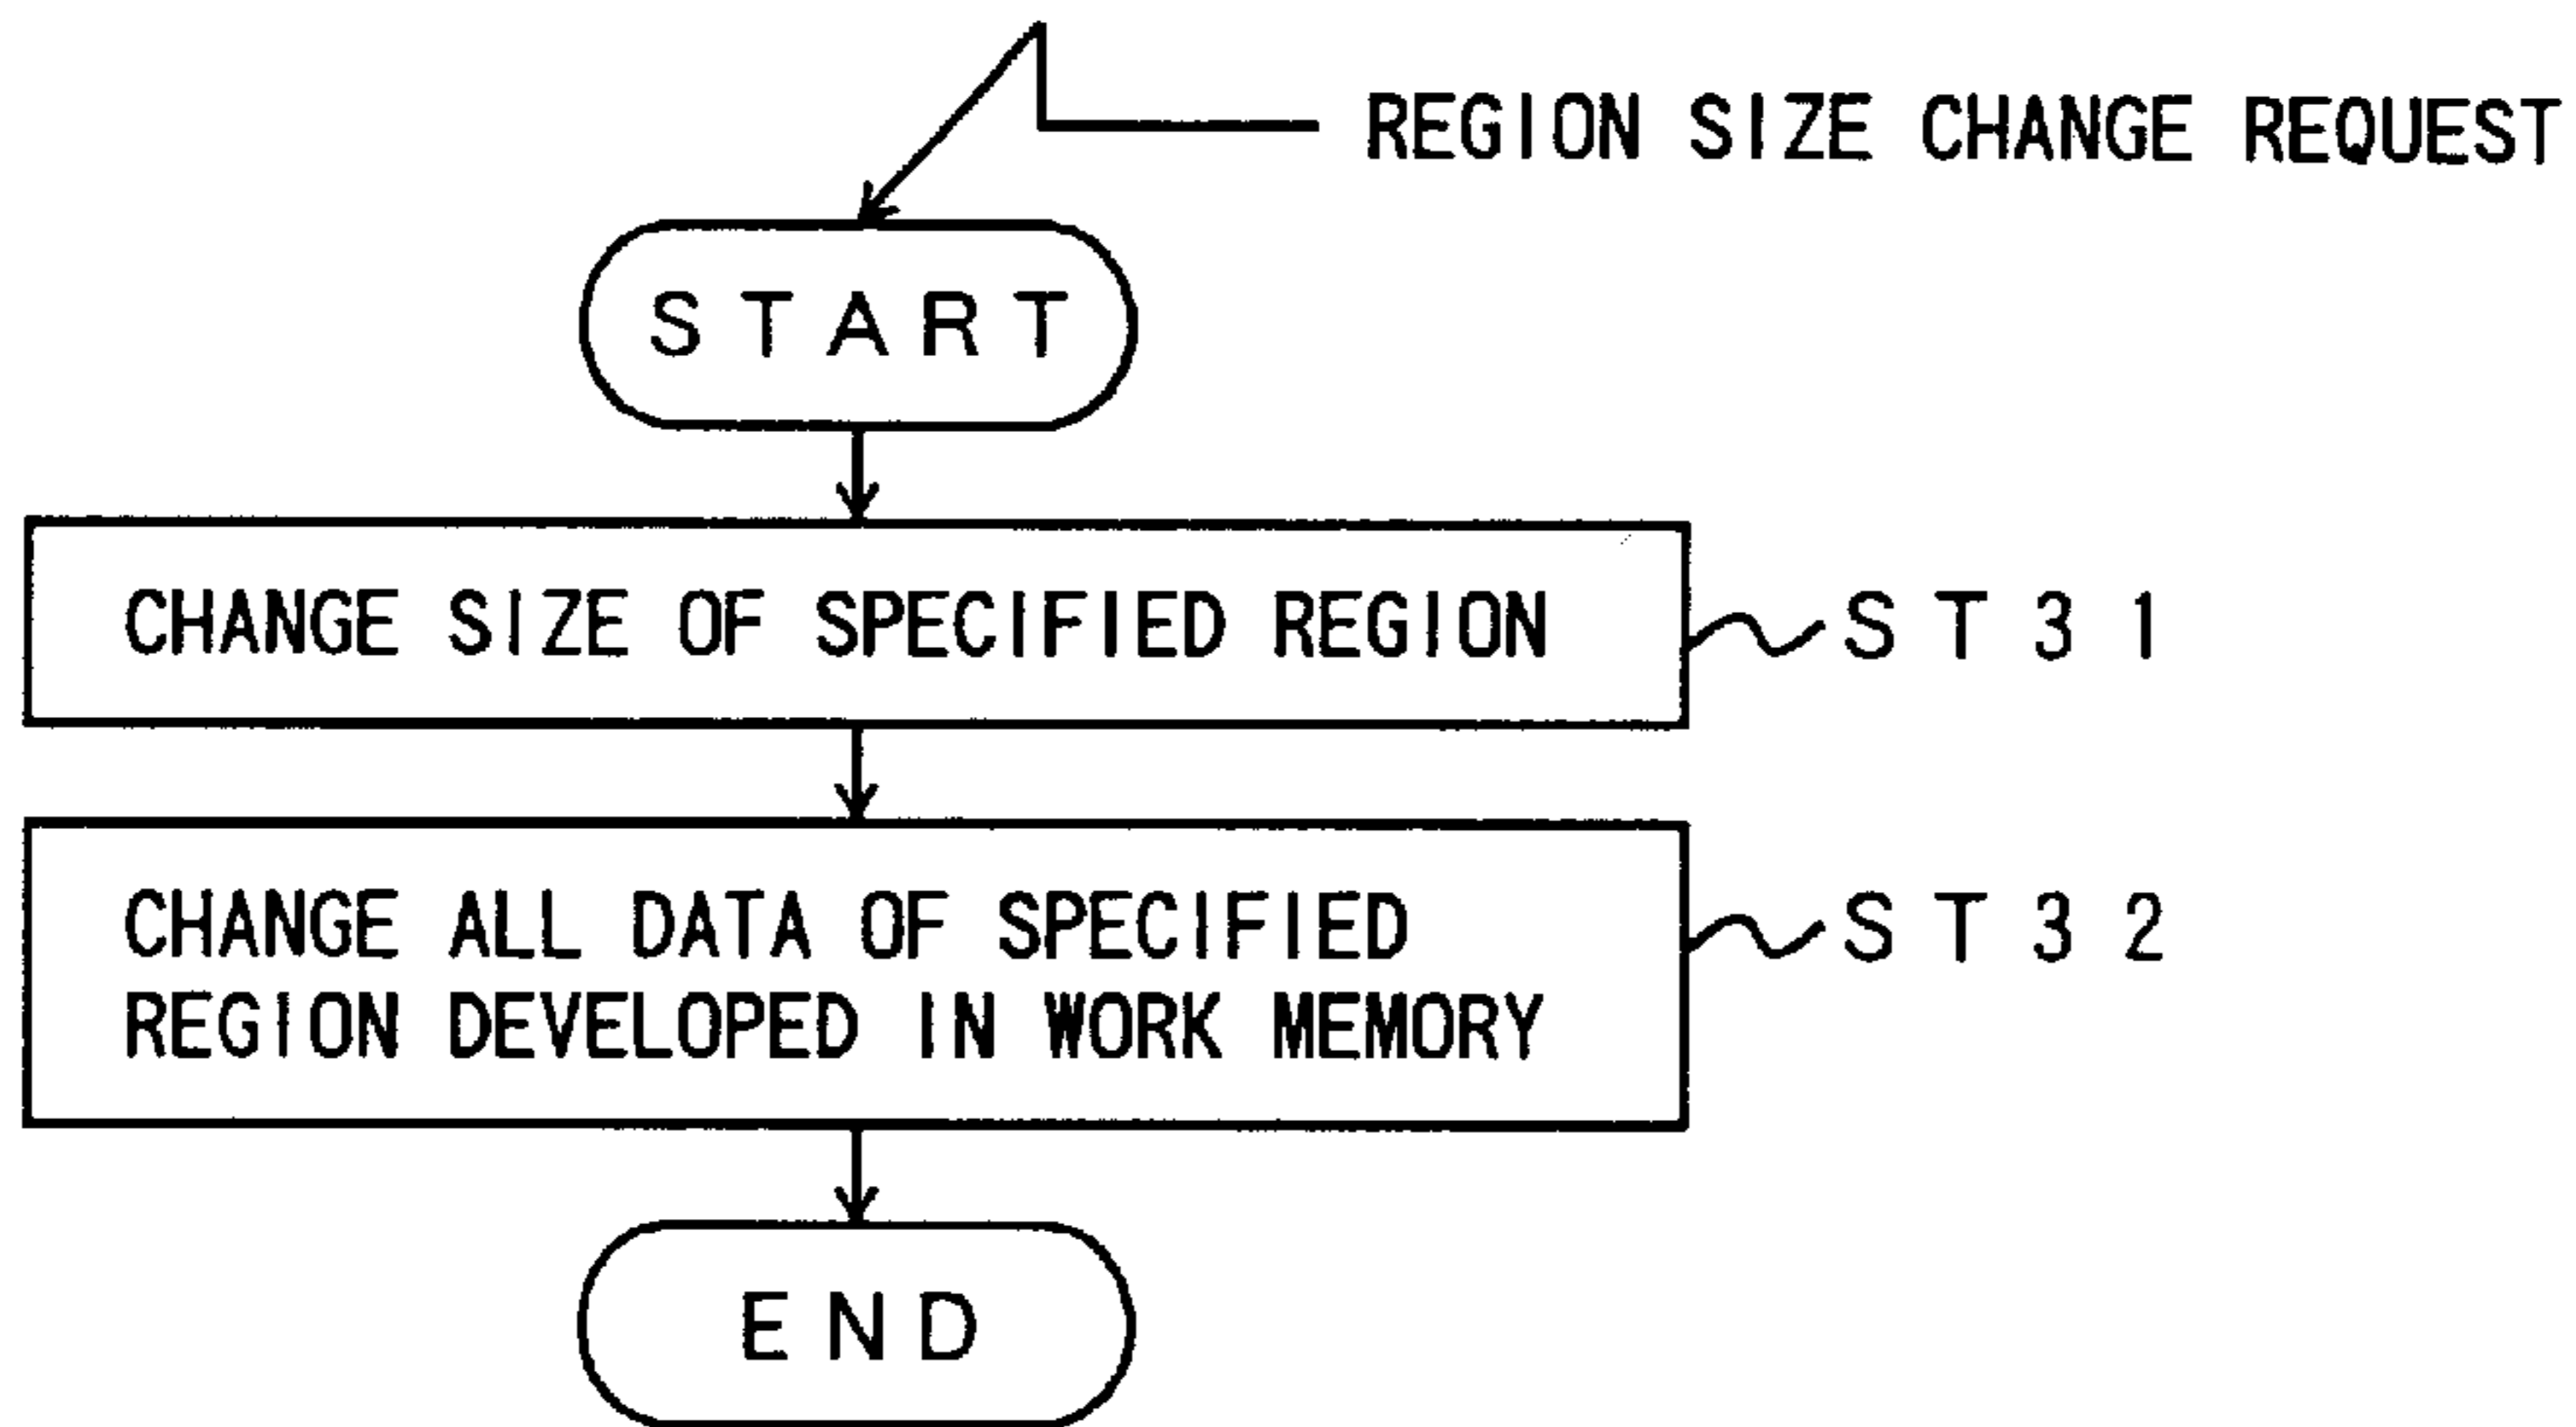 REGION SIZE CHANGE REQUEST
START
CHANGE SIZE OF SPECIFIED REGION
ST31
CHANGE ALL DATA OF SPECIFIED
REGION DEVELOPED IN WORK MEMORY
ST32
END